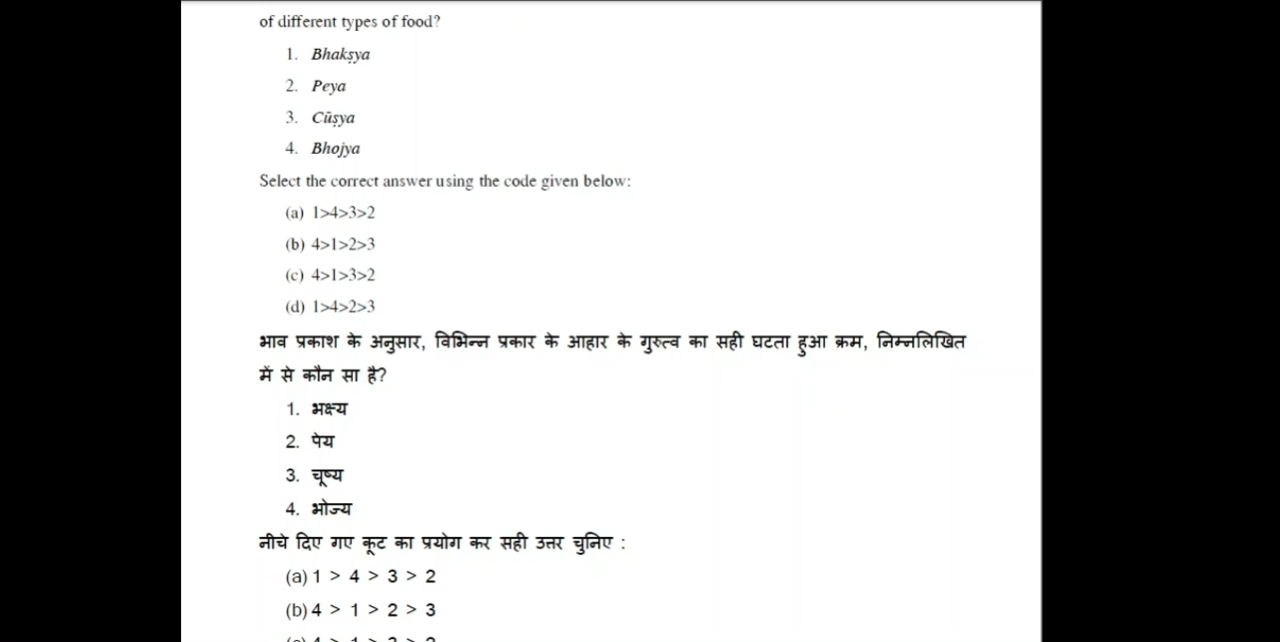 of different types of food?
1. Bhakṣya
2. Peya
3. Cūṣya
4. Bhojya
Select the correct answer using the code given below:
(a) 1>4>3>2
(b) 4>1>2>3
(c) 4>1>3>2
(d) 1>4>2>3
भाव प्रकाश के अनुसार, विभिन्न प्रकार के आहार के गुरुत्व का सही घटता हुआ क्रम, निम्नलिखित
में से कौन सा है?
1. भक्ष्य
2. पेय
3. चूष्य
4. भोज्य
नीचे दिए गए कूट का प्रयोग कर सही उत्तर चुनिए :
(a) 1 > 4 > 3 > 2
(b) 4 > 1 > 2 > 3